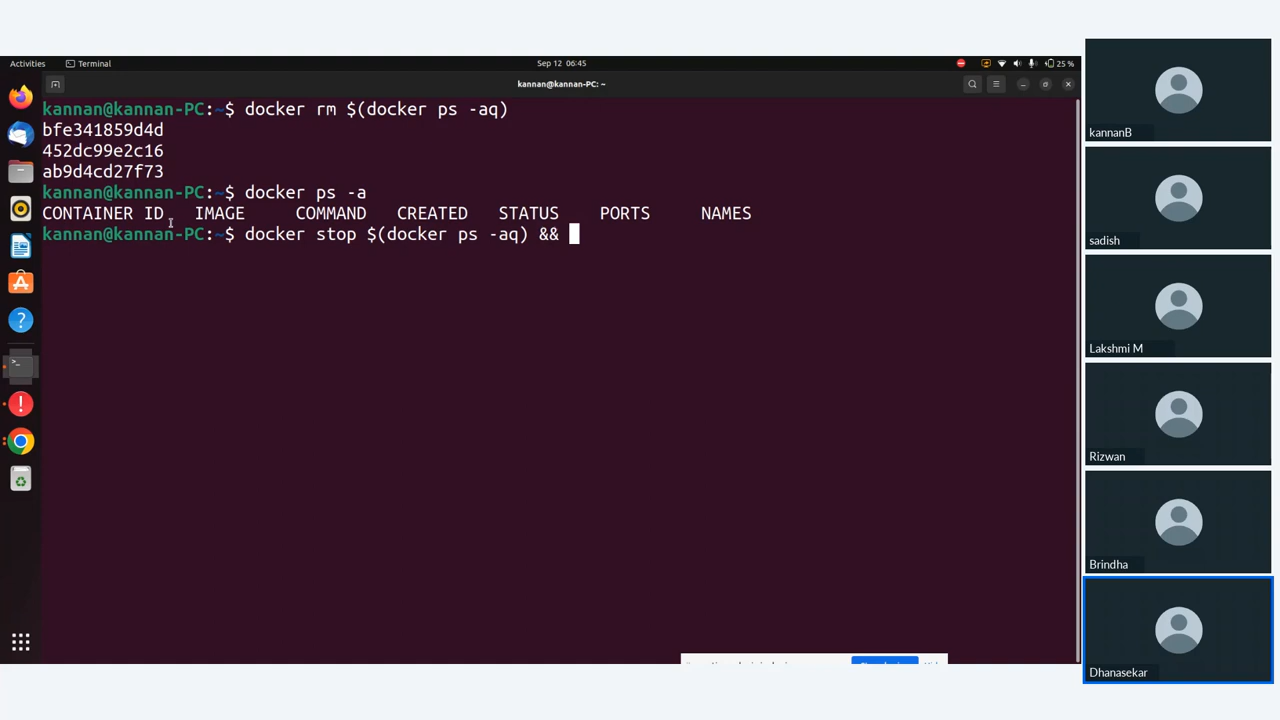 Activities
Terminal
Sep 12 06:45
25 %
kannan@kannan-PC: ~
kannan@kannan-PC:~$ docker rm $(docker ps -aq)
bfe341859d4d
452dc99e2c16
ab9d4cd27f73
kannan@kannan-PC:~$ docker ps -a
CONTAINER ID IMAGE COMMAND CREATED STATUS PORTS NAMES
kannan@kannan-PC:~$ docker stop $(docker ps -aq) &&
kannanB
sadish
Lakshmi M
Rizwan
Brindha
Dhanasekar